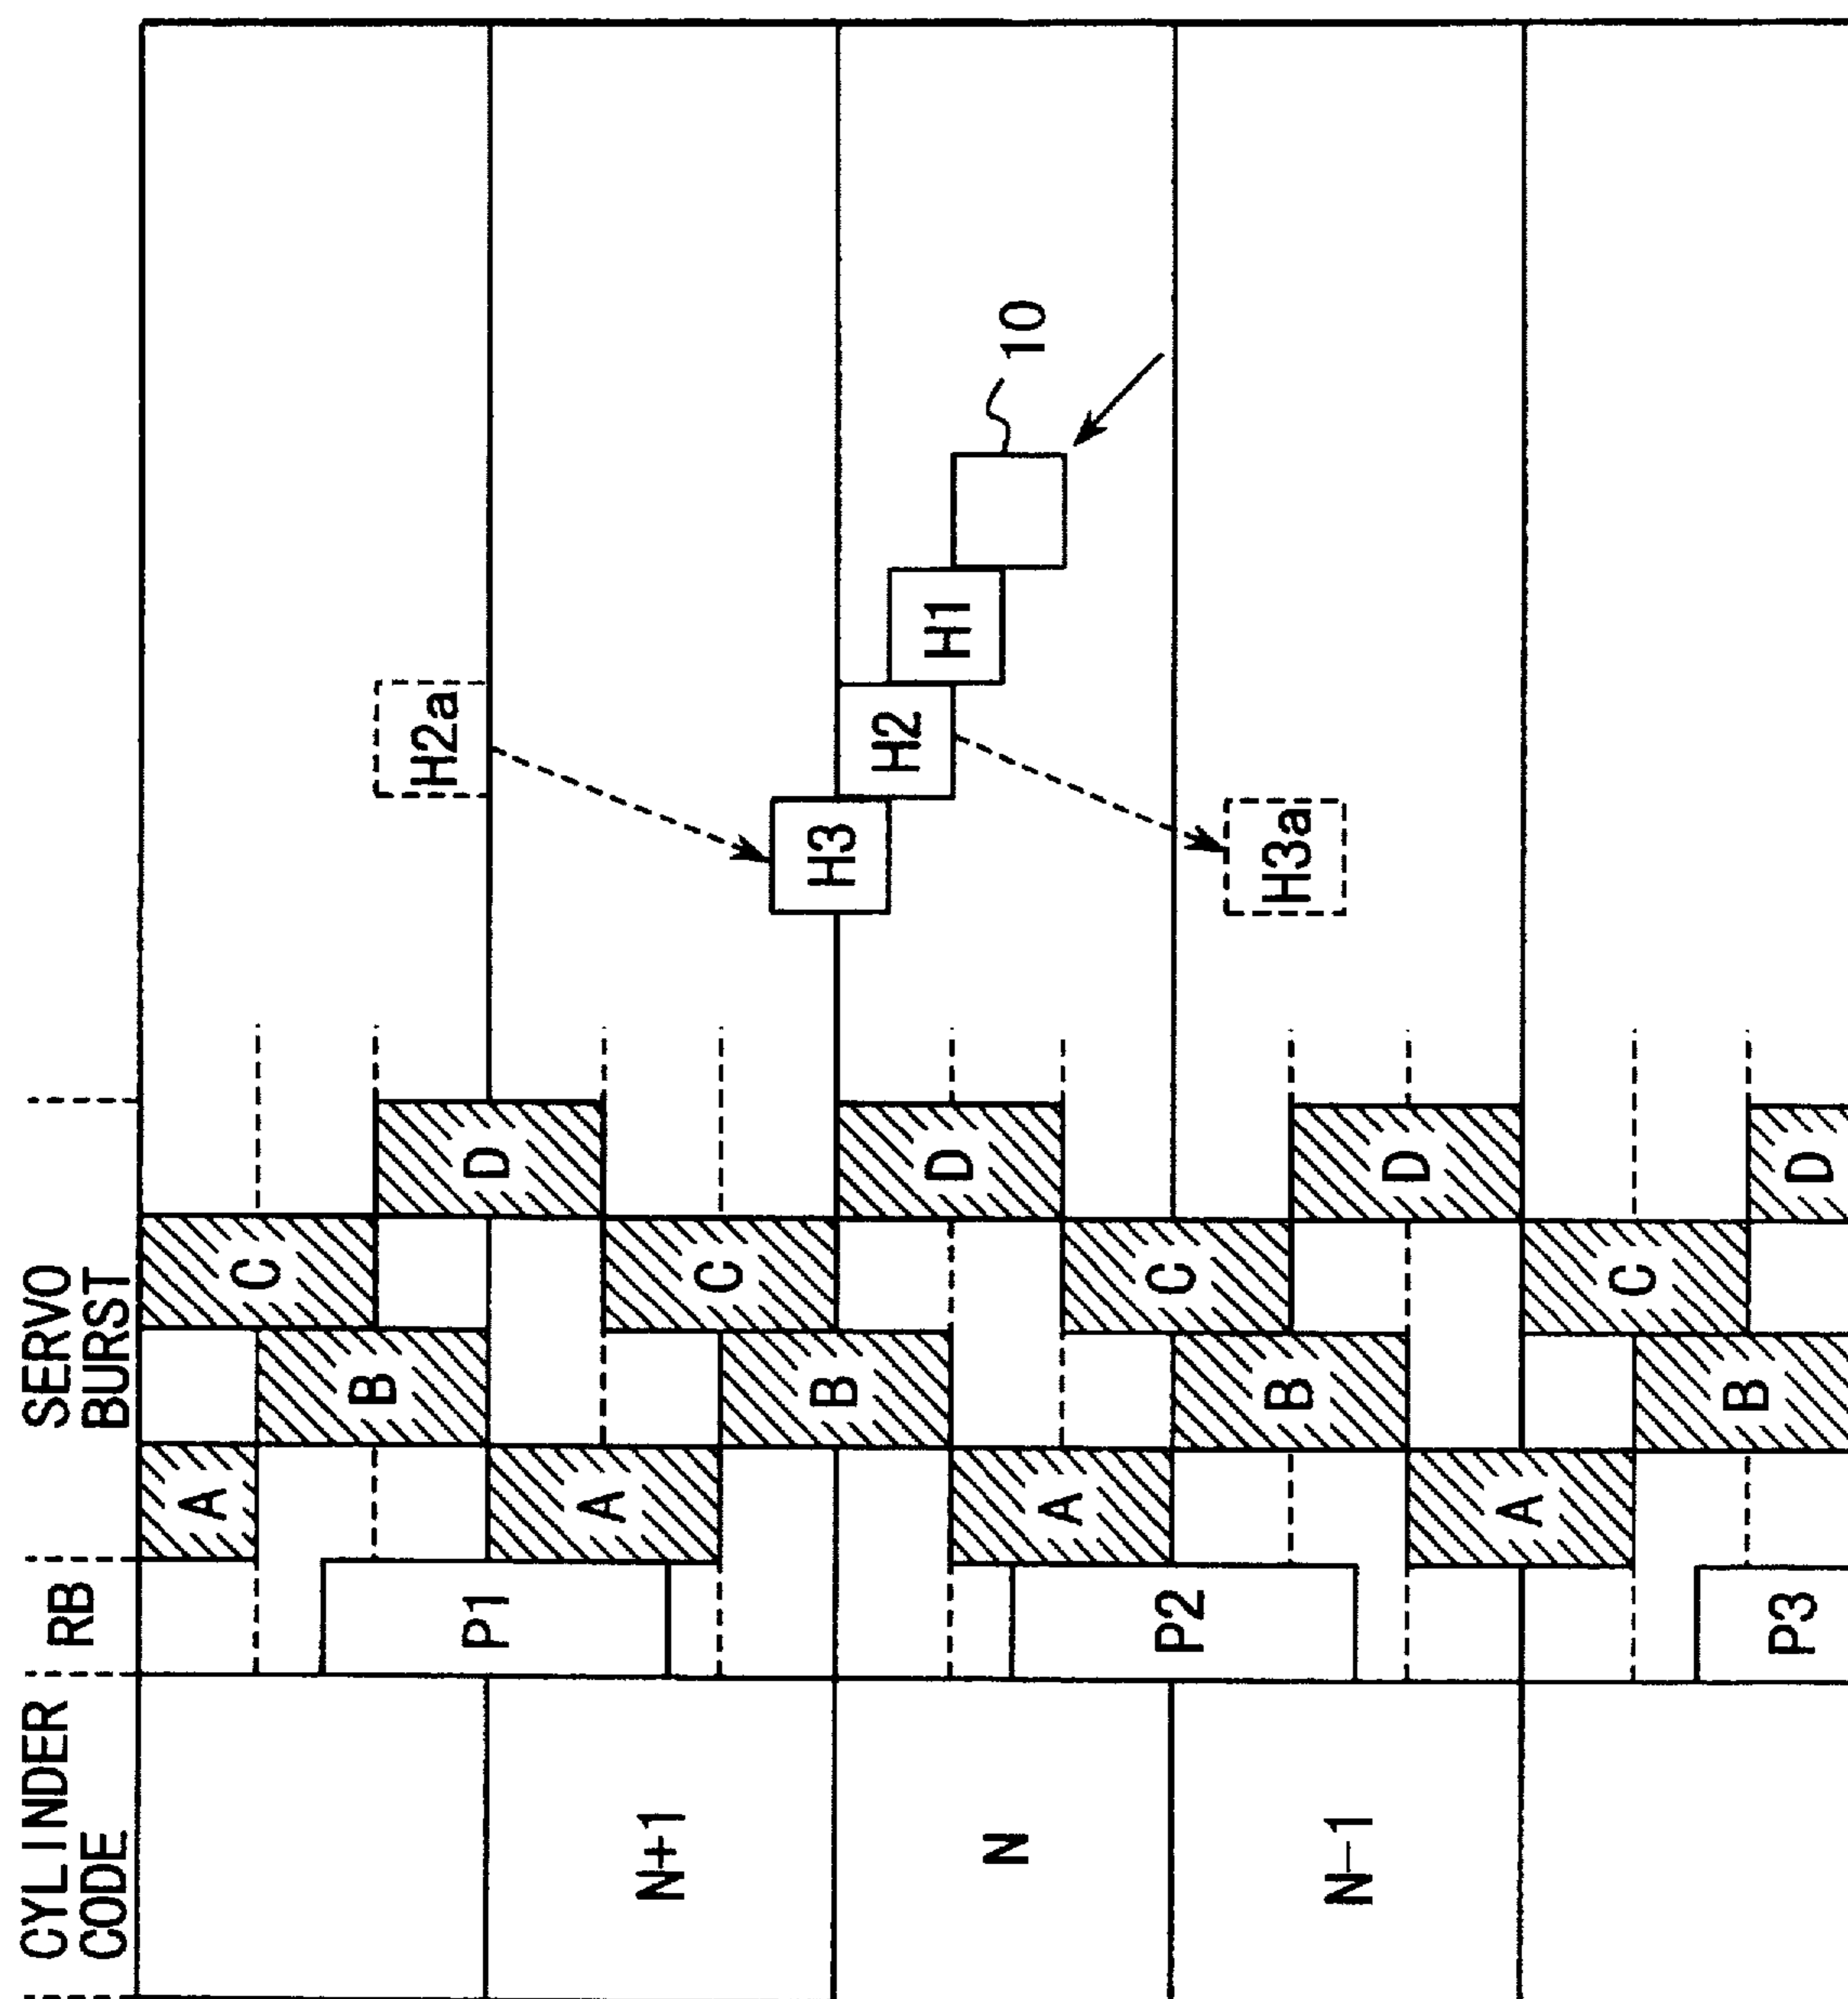 CYLINDER
CODE
RB
SERVO
BURST
N+1
N
N-1
P1
P2
P3
A
A
A
A
B
B
B
B
C
C
C
C
D
D
D
D
H2a
H3
H2
H1
10
H3a